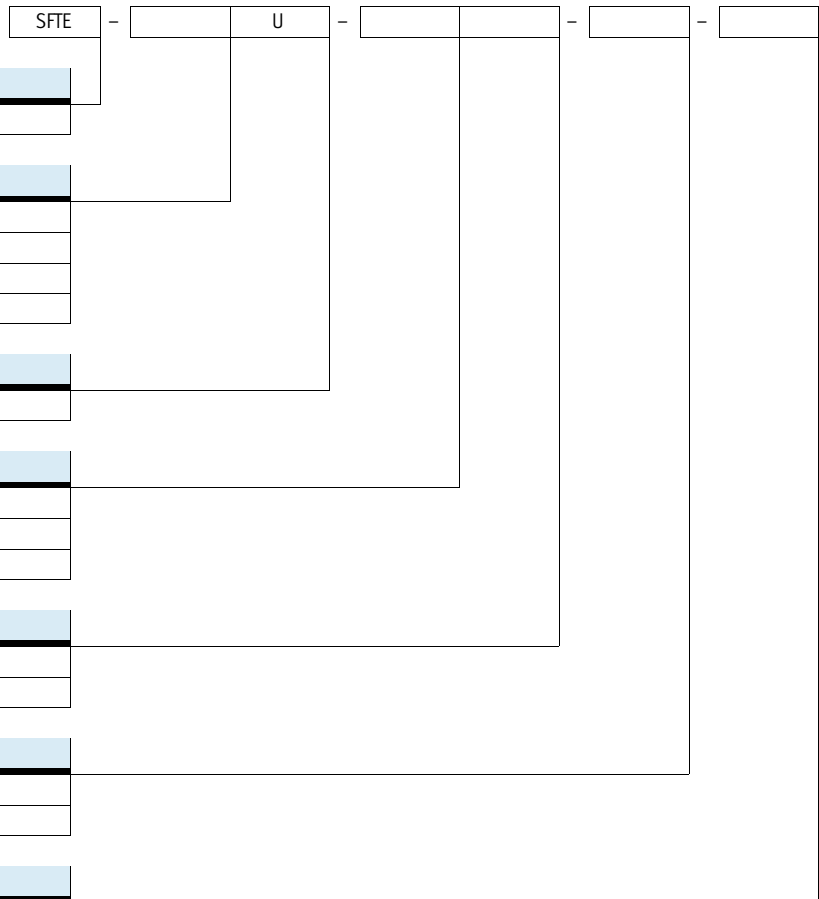 SFTE – U – – –